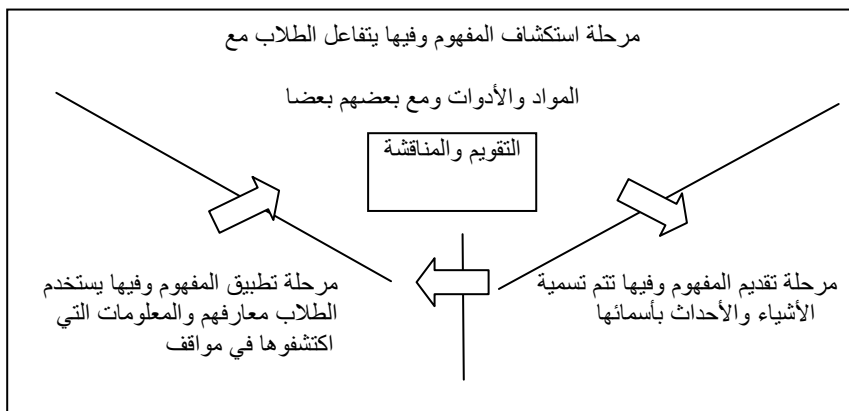 مرحلة استكشاف المفهوم وفيها يتفاعل الطلاب مع
المواد والأدوات ومع بعضهم بعضا
التقويم والمناقشة
مرحلة تقديم المفهوم وفيها تتم تسمية
الأشياء والأحداث بأسمائها
مرحلة تطبيق المفهوم وفيها يستخدم
الطلاب معارفهم والمعلومات التي
اكتشفوها في مواقف